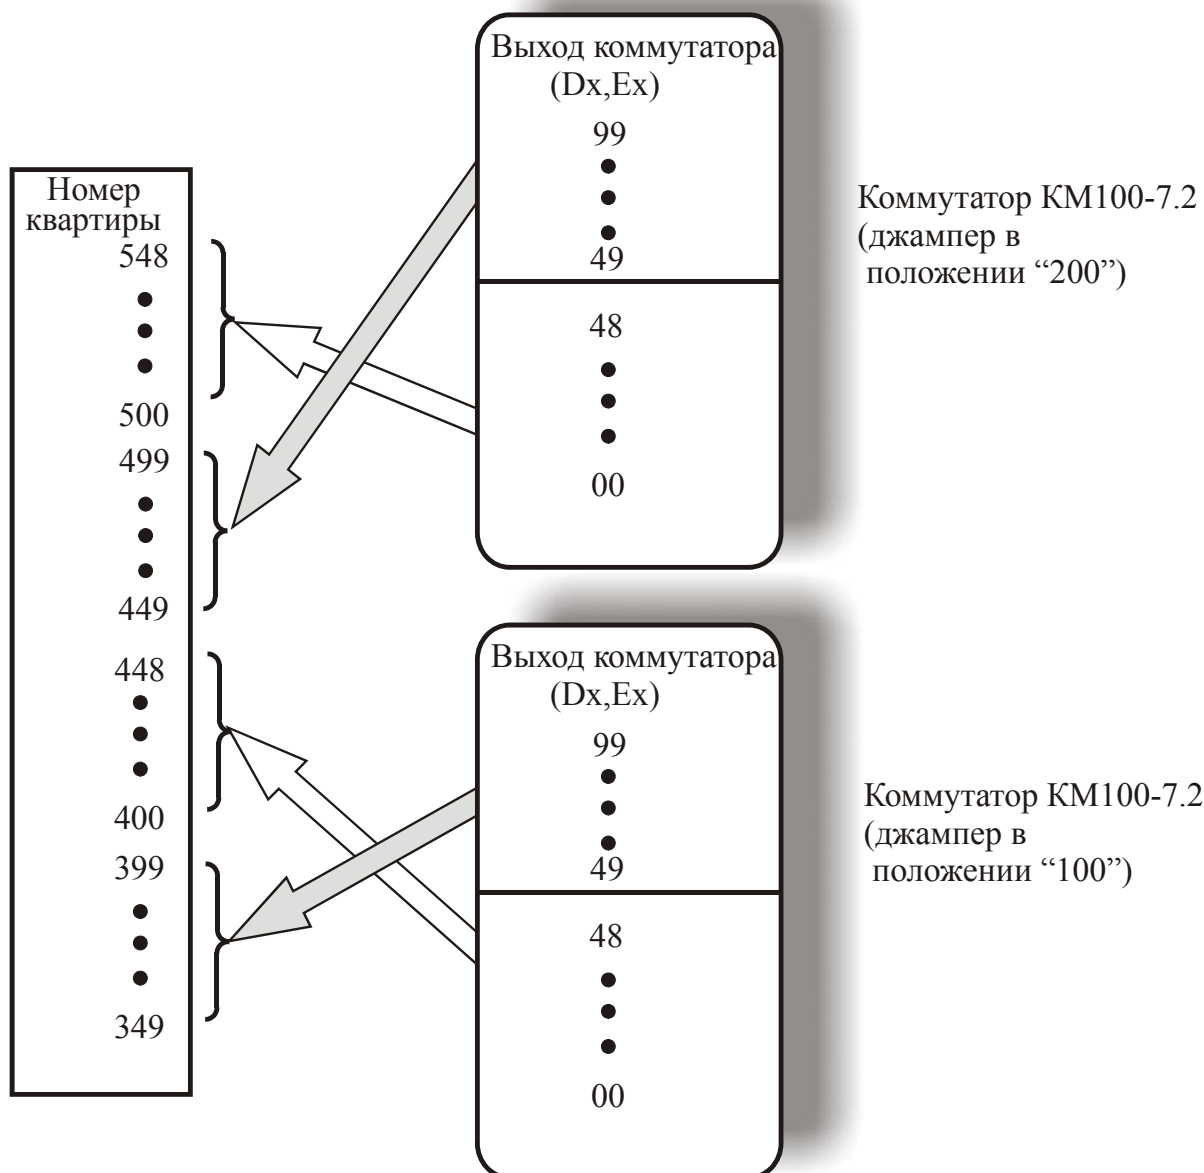 Номер
квартиры
548
500
499
449
448
400
399
349
Выход коммутатора
(Dx,Ex)
99
49
48
00
Коммутатор КМ100-7.2
(джампер в
положении “200”)
Выход коммутатора
(Dx,Ex)
99
49
48
00
Коммутатор КМ100-7.2
(джампер в
положении “100”)